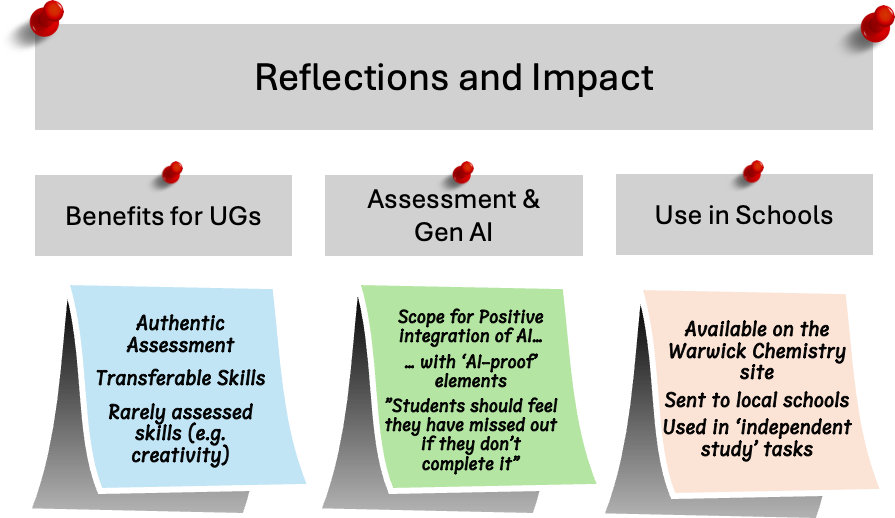 Reflections and Impact
Benefits for UGs
Assessment &
Gen AI
Use in Schools
Authentic
Assessment
Transferable Skills
Rarely assessed
skills (e.g.
creativity)
Scope for Positive
integration of AI...
... with ‘AI-proof’
elements
”Students should feel
they have missed out
if they don’t
complete it”
Available on the
Warwick Chemistry
site
Sent to local schools
Used in ‘independent
study’ tasks